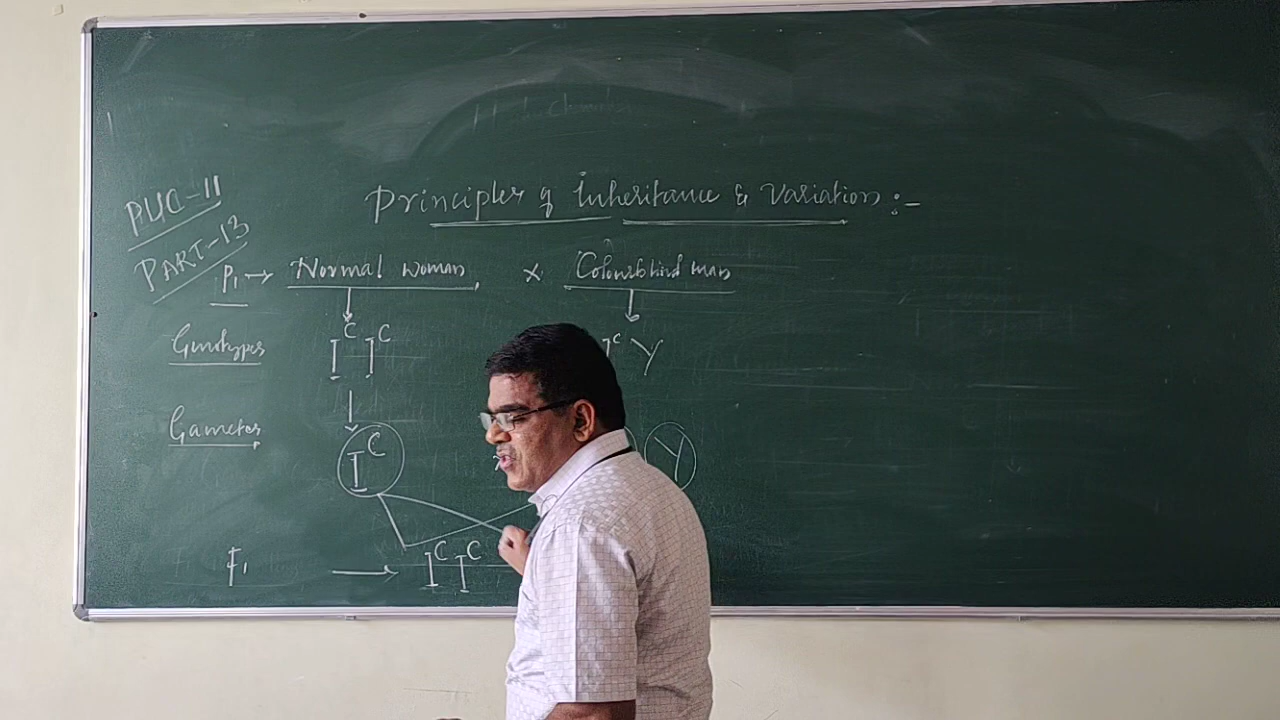 PUC-II
PART-13
Principles of Inheritance & Variation :-
P₁ → Normal woman × Colourblind man
Genotypes I^C I^C I^C Y
Gametes I^C Y
F₁ → I^C I^C